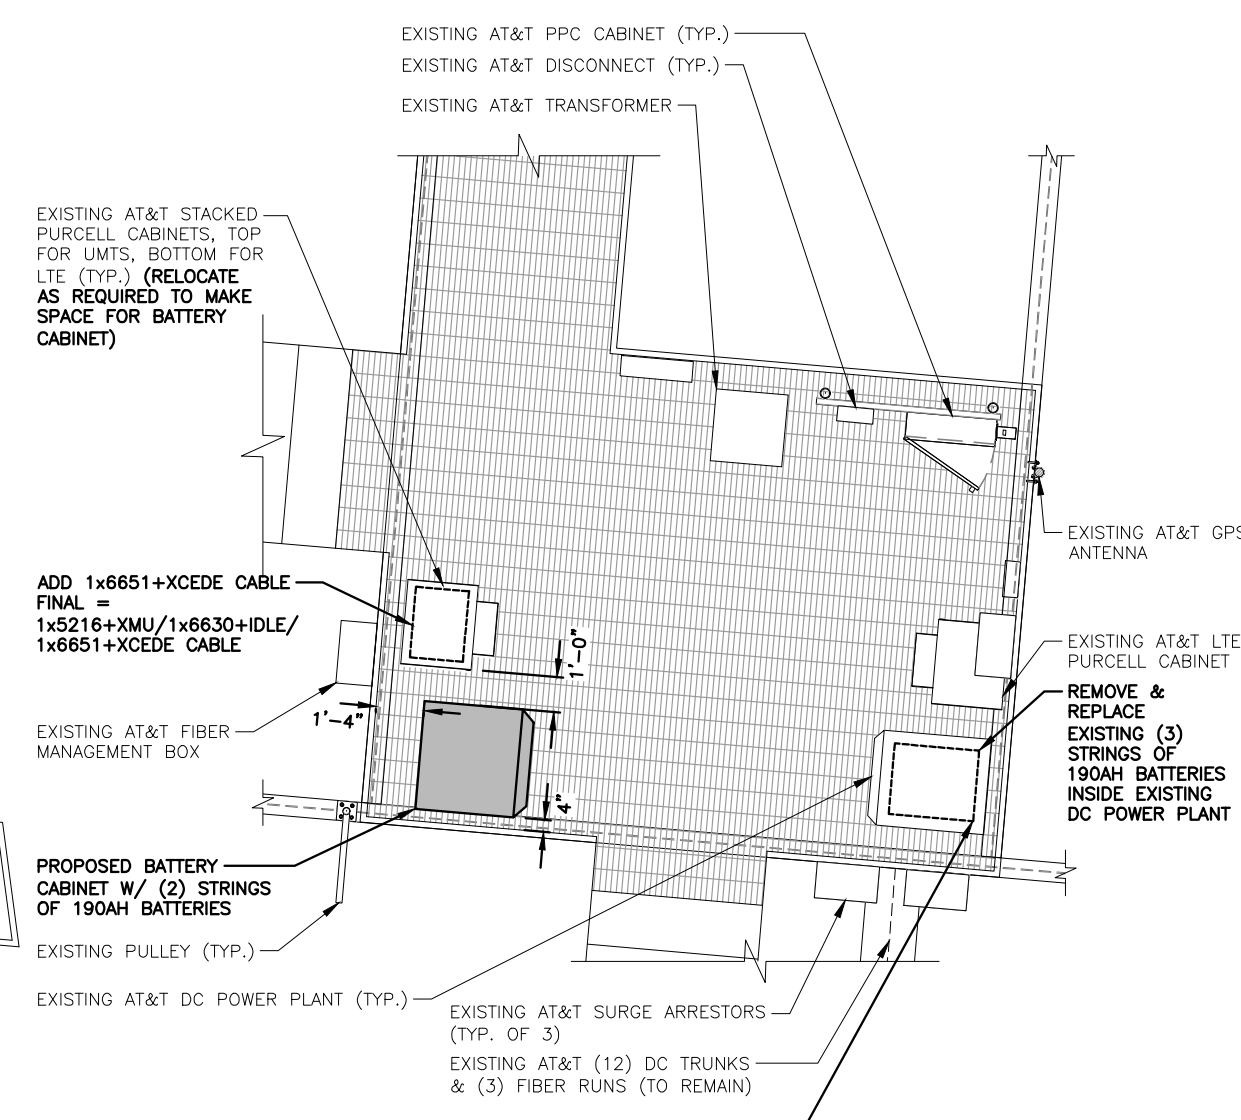 EXISTING AT&T PPC CABINET (TYP.)
EXISTING AT&T DISCONNECT (TYP.)
EXISTING AT&T TRANSFORMER
EXISTING AT&T STACKED
PURCELL CABINETS, TOP
FOR UMTS, BOTTOM FOR
LTE (TYP.) (RELOCATE
AS REQUIRED TO MAKE
SPACE FOR BATTERY
CABINET)
EXISTING AT&T GPS
ANTENNA
ADD 1x6651+XCEDE CABLE
FINAL =
1x5216+XMU/1x6630+IDLE/
1x6651+XCEDE CABLE
1'-0"
EXISTING AT&T LTE
PURCELL CABINET
REMOVE &
REPLACE
EXISTING (3)
STRINGS OF
190AH BATTERIES
INSIDE EXISTING
DC POWER PLANT
1'-4"
EXISTING AT&T FIBER
MANAGEMENT BOX
4"
PROPOSED BATTERY
CABINET W/ (2) STRINGS
OF 190AH BATTERIES
EXISTING PULLEY (TYP.)
EXISTING AT&T DC POWER PLANT (TYP.)
EXISTING AT&T SURGE ARRESTORS
(TYP. OF 3)
EXISTING AT&T (12) DC TRUNKS
& (3) FIBER RUNS (TO REMAIN)